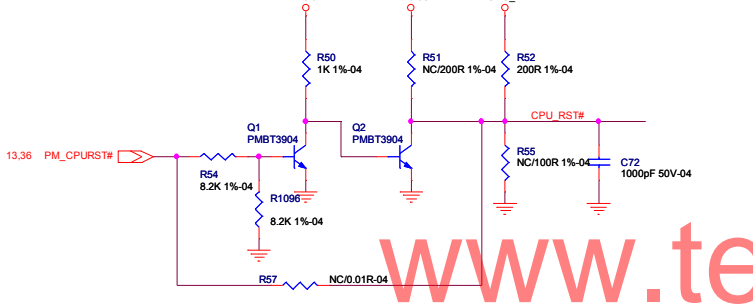 R50
1K 1%-04
R51
NC/200R 1%-04
R52
200R 1%-04
Q1
PMBT3904
Q2
PMBT3904
CPU_RST#
13,36 PM_CPURST#
R54
8.2K 1%-04
R55
NC/100R 1%-04
C72
1000pF 50V-04
R1096
8.2K 1%-04
R57
NC/0.01R-04
www.te